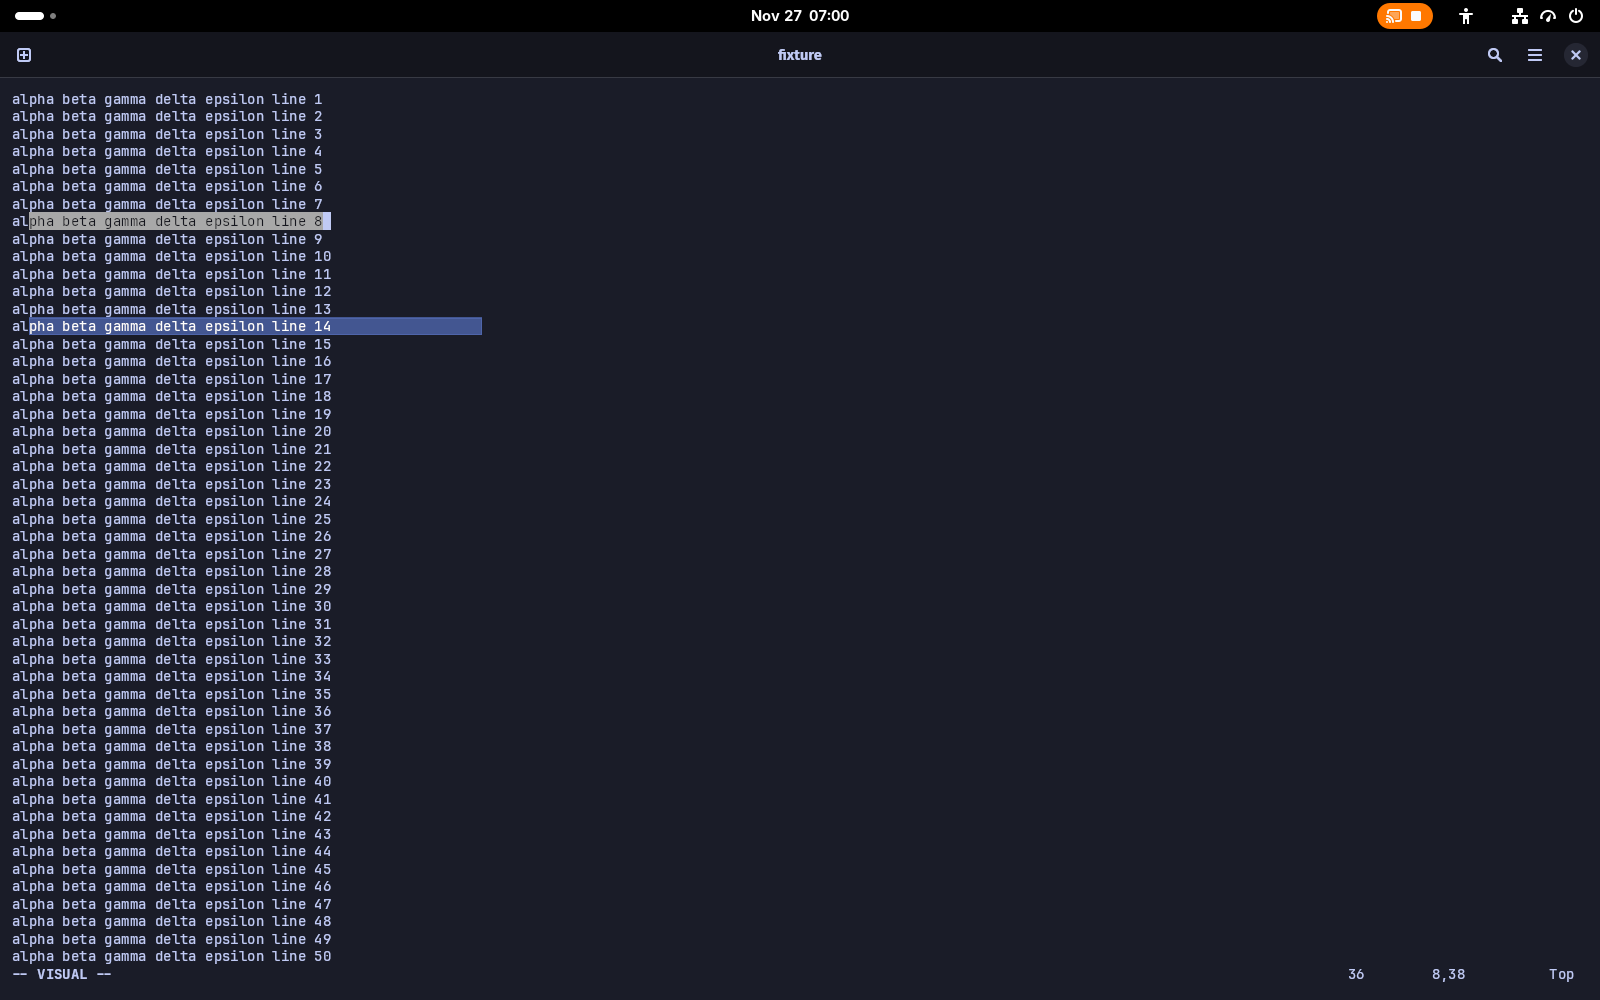 Nov 27 07:00
fixture
alpha beta gamma delta epsilon line 1
alpha beta gamma delta epsilon line 2
alpha beta gamma delta epsilon line 3
alpha beta gamma delta epsilon line 4
alpha beta gamma delta epsilon line 5
alpha beta gamma delta epsilon line 6
alpha beta gamma delta epsilon line 7
alpha beta gamma delta epsilon line 8
alpha beta gamma delta epsilon line 9
alpha beta gamma delta epsilon line 10
alpha beta gamma delta epsilon line 11
alpha beta gamma delta epsilon line 12
alpha beta gamma delta epsilon line 13
alpha beta gamma delta epsilon line 14
alpha beta gamma delta epsilon line 15
alpha beta gamma delta epsilon line 16
alpha beta gamma delta epsilon line 17
alpha beta gamma delta epsilon line 18
alpha beta gamma delta epsilon line 19
alpha beta gamma delta epsilon line 20
alpha beta gamma delta epsilon line 21
alpha beta gamma delta epsilon line 22
alpha beta gamma delta epsilon line 23
alpha beta gamma delta epsilon line 24
alpha beta gamma delta epsilon line 25
alpha beta gamma delta epsilon line 26
alpha beta gamma delta epsilon line 27
alpha beta gamma delta epsilon line 28
alpha beta gamma delta epsilon line 29
alpha beta gamma delta epsilon line 30
alpha beta gamma delta epsilon line 31
alpha beta gamma delta epsilon line 32
alpha beta gamma delta epsilon line 33
alpha beta gamma delta epsilon line 34
alpha beta gamma delta epsilon line 35
alpha beta gamma delta epsilon line 36
alpha beta gamma delta epsilon line 37
alpha beta gamma delta epsilon line 38
alpha beta gamma delta epsilon line 39
alpha beta gamma delta epsilon line 40
alpha beta gamma delta epsilon line 41
alpha beta gamma delta epsilon line 42
alpha beta gamma delta epsilon line 43
alpha beta gamma delta epsilon line 44
alpha beta gamma delta epsilon line 45
alpha beta gamma delta epsilon line 46
alpha beta gamma delta epsilon line 47
alpha beta gamma delta epsilon line 48
alpha beta gamma delta epsilon line 49
alpha beta gamma delta epsilon line 50
-- VISUAL -- 36 8,38 Top